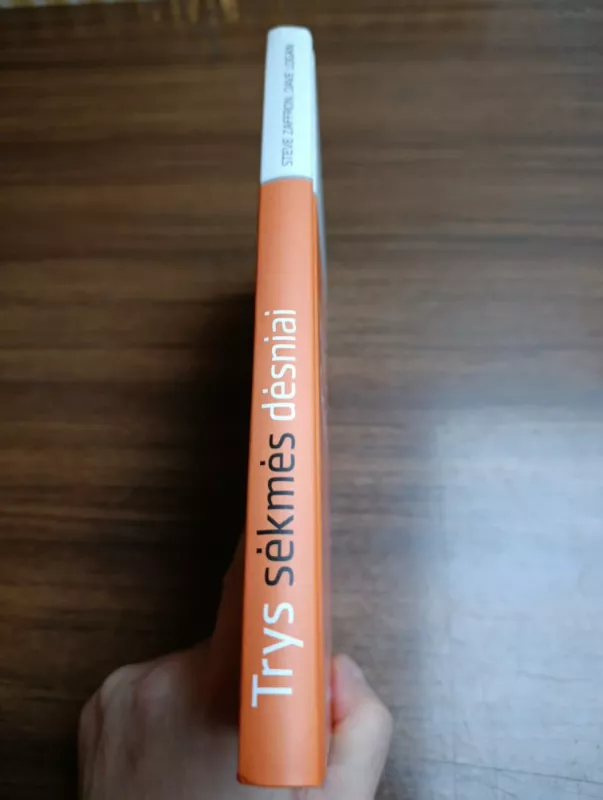 Trys sėkmės dėsniai
STEVE ZAFFRON, DAVE LOGAN